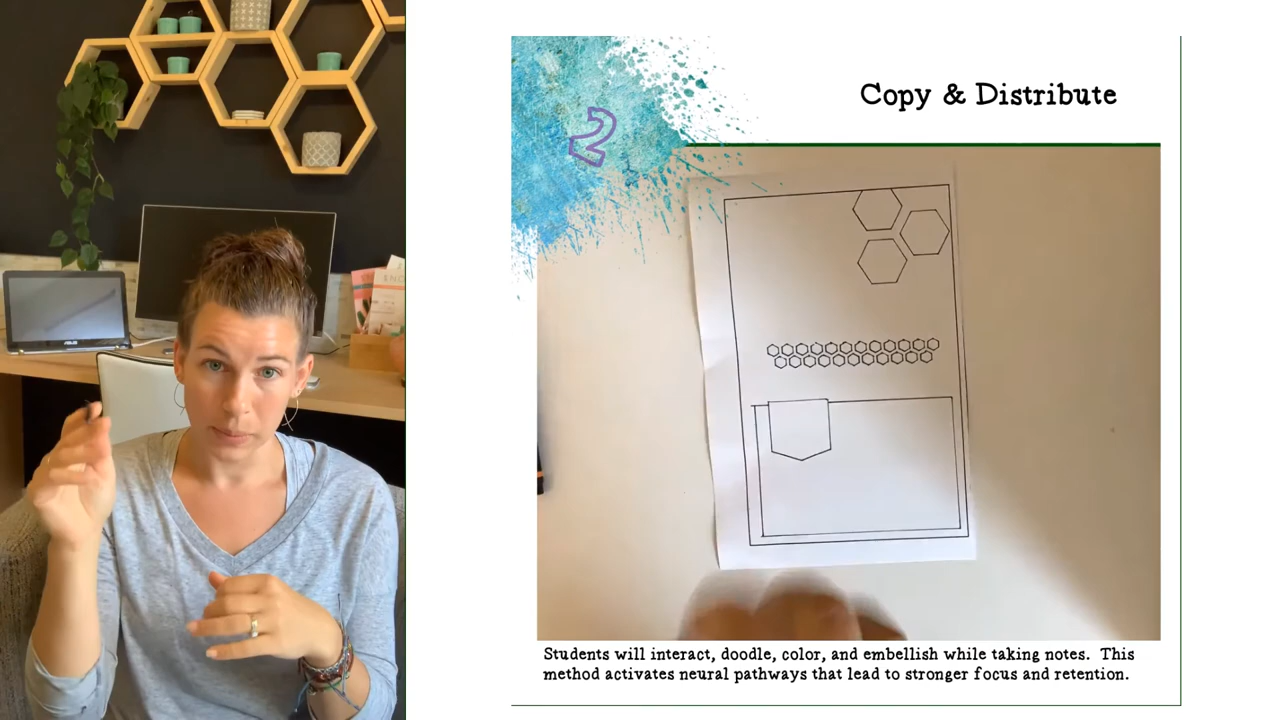 2
Copy & Distribute
Students will interact, doodle, color, and embellish while taking notes.  This
method activates neural pathways that lead to stronger focus and retention.